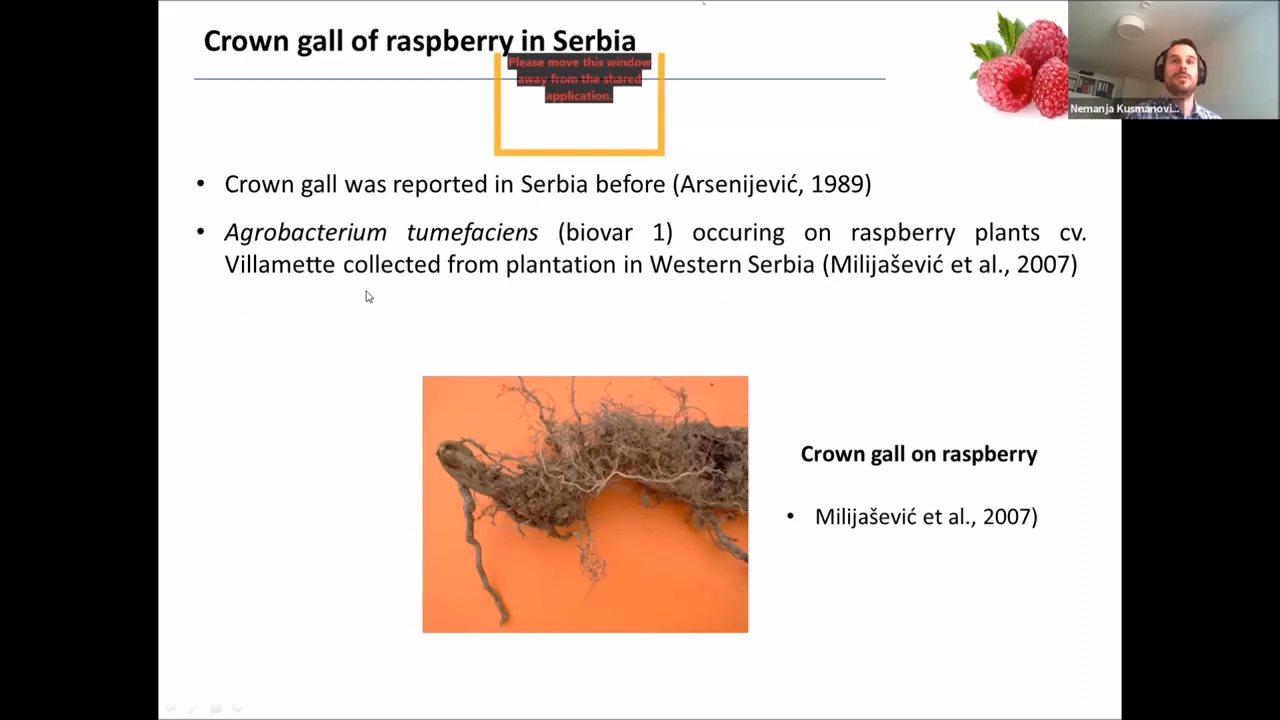 Crown gall of raspberry in Serbia
Please move this window
away from the shared
application.
Nemanja Kusmanovi...
• Crown gall was reported in Serbia before (Arsenijević, 1989)
• Agrobacterium tumefaciens (biovar 1) occuring on raspberry plants cv.
Villamette collected from plantation in Western Serbia (Milijašević et al., 2007)
Crown gall on raspberry
• Milijašević et al., 2007)